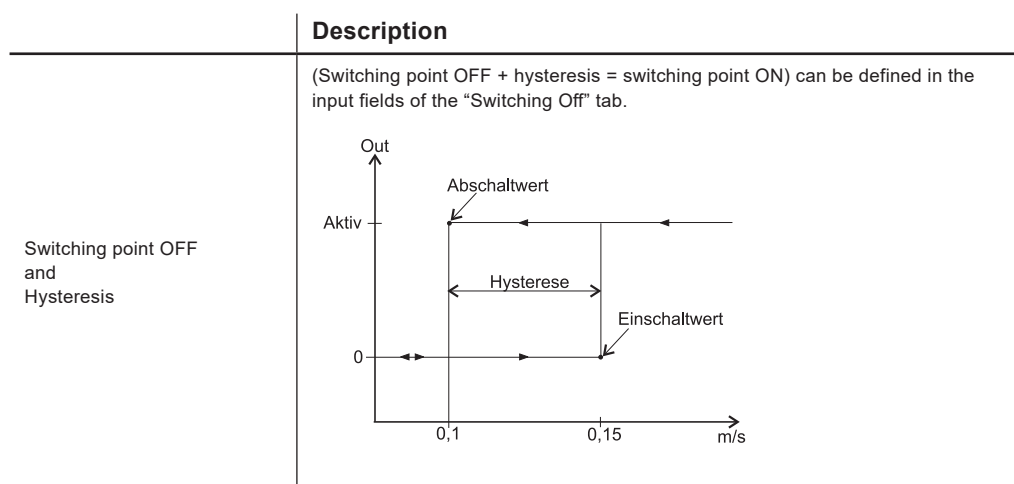 Description
Switching point OFF
and
Hysteresis
(Switching point OFF + hysteresis = switching point ON) can be defined in the
input fields of the “Switching Off” tab.
Out
Abschaltwert
Aktiv
Hysterese
Einschaltwert
0
0,1
0,15
m/s